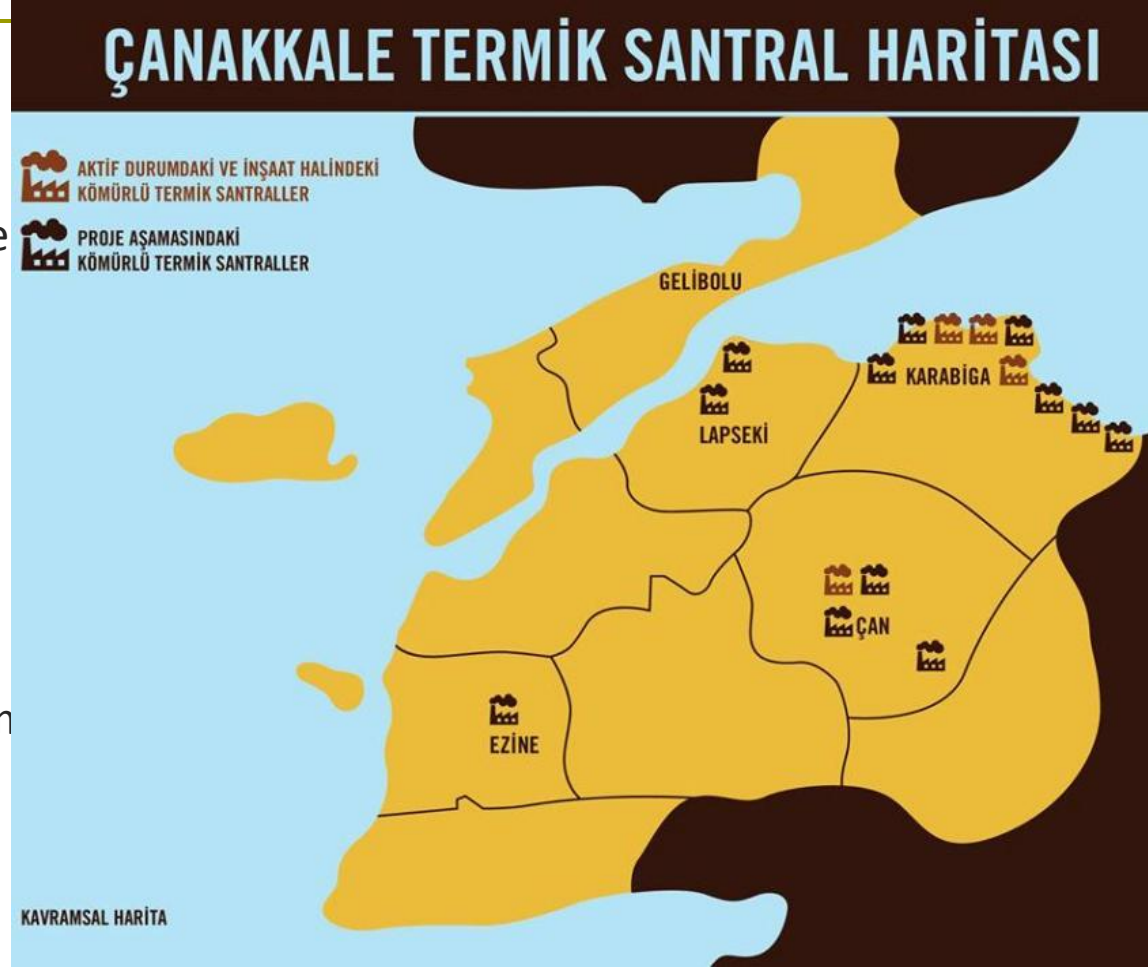 ÇANAKKALE TERMİK SANTRAL HARİTASI
AKTİF DURUMDAKİ VE İNŞAAT HALİNDEKİ
KÖMÜRLÜ TERMİK SANTRALLER
PROJE AŞAMASINDAKİ
KÖMÜRLÜ TERMİK SANTRALLER
GELİBOLU
KARABİGA
LAPSEKİ
ÇAN
EZİNE
KAVRAMSAL HARİTA